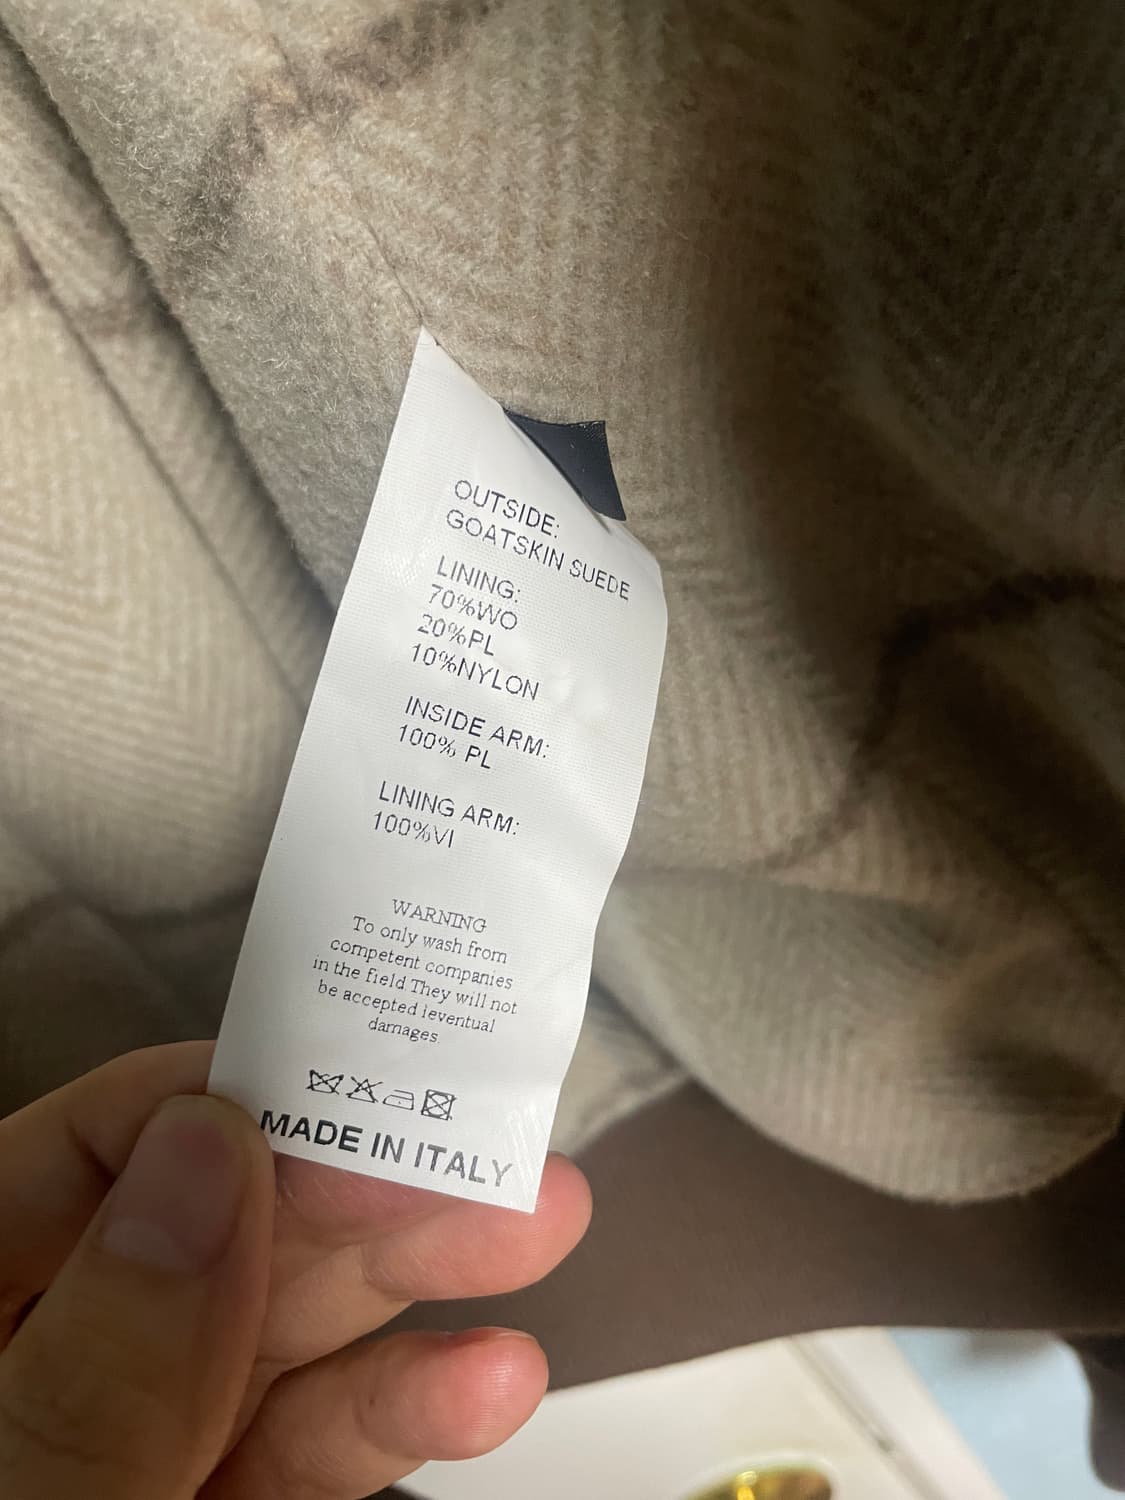 OUTSIDE:
GOATSKIN SUEDE
LINING:
70%WO
20%PL
10%NYLON
INSIDE ARM:
100% PL
LINING ARM:
100%VI
WARNING
To only wash from
competent companies
in the field They will not
be accepted ieventual
damages.
MADE IN ITALY